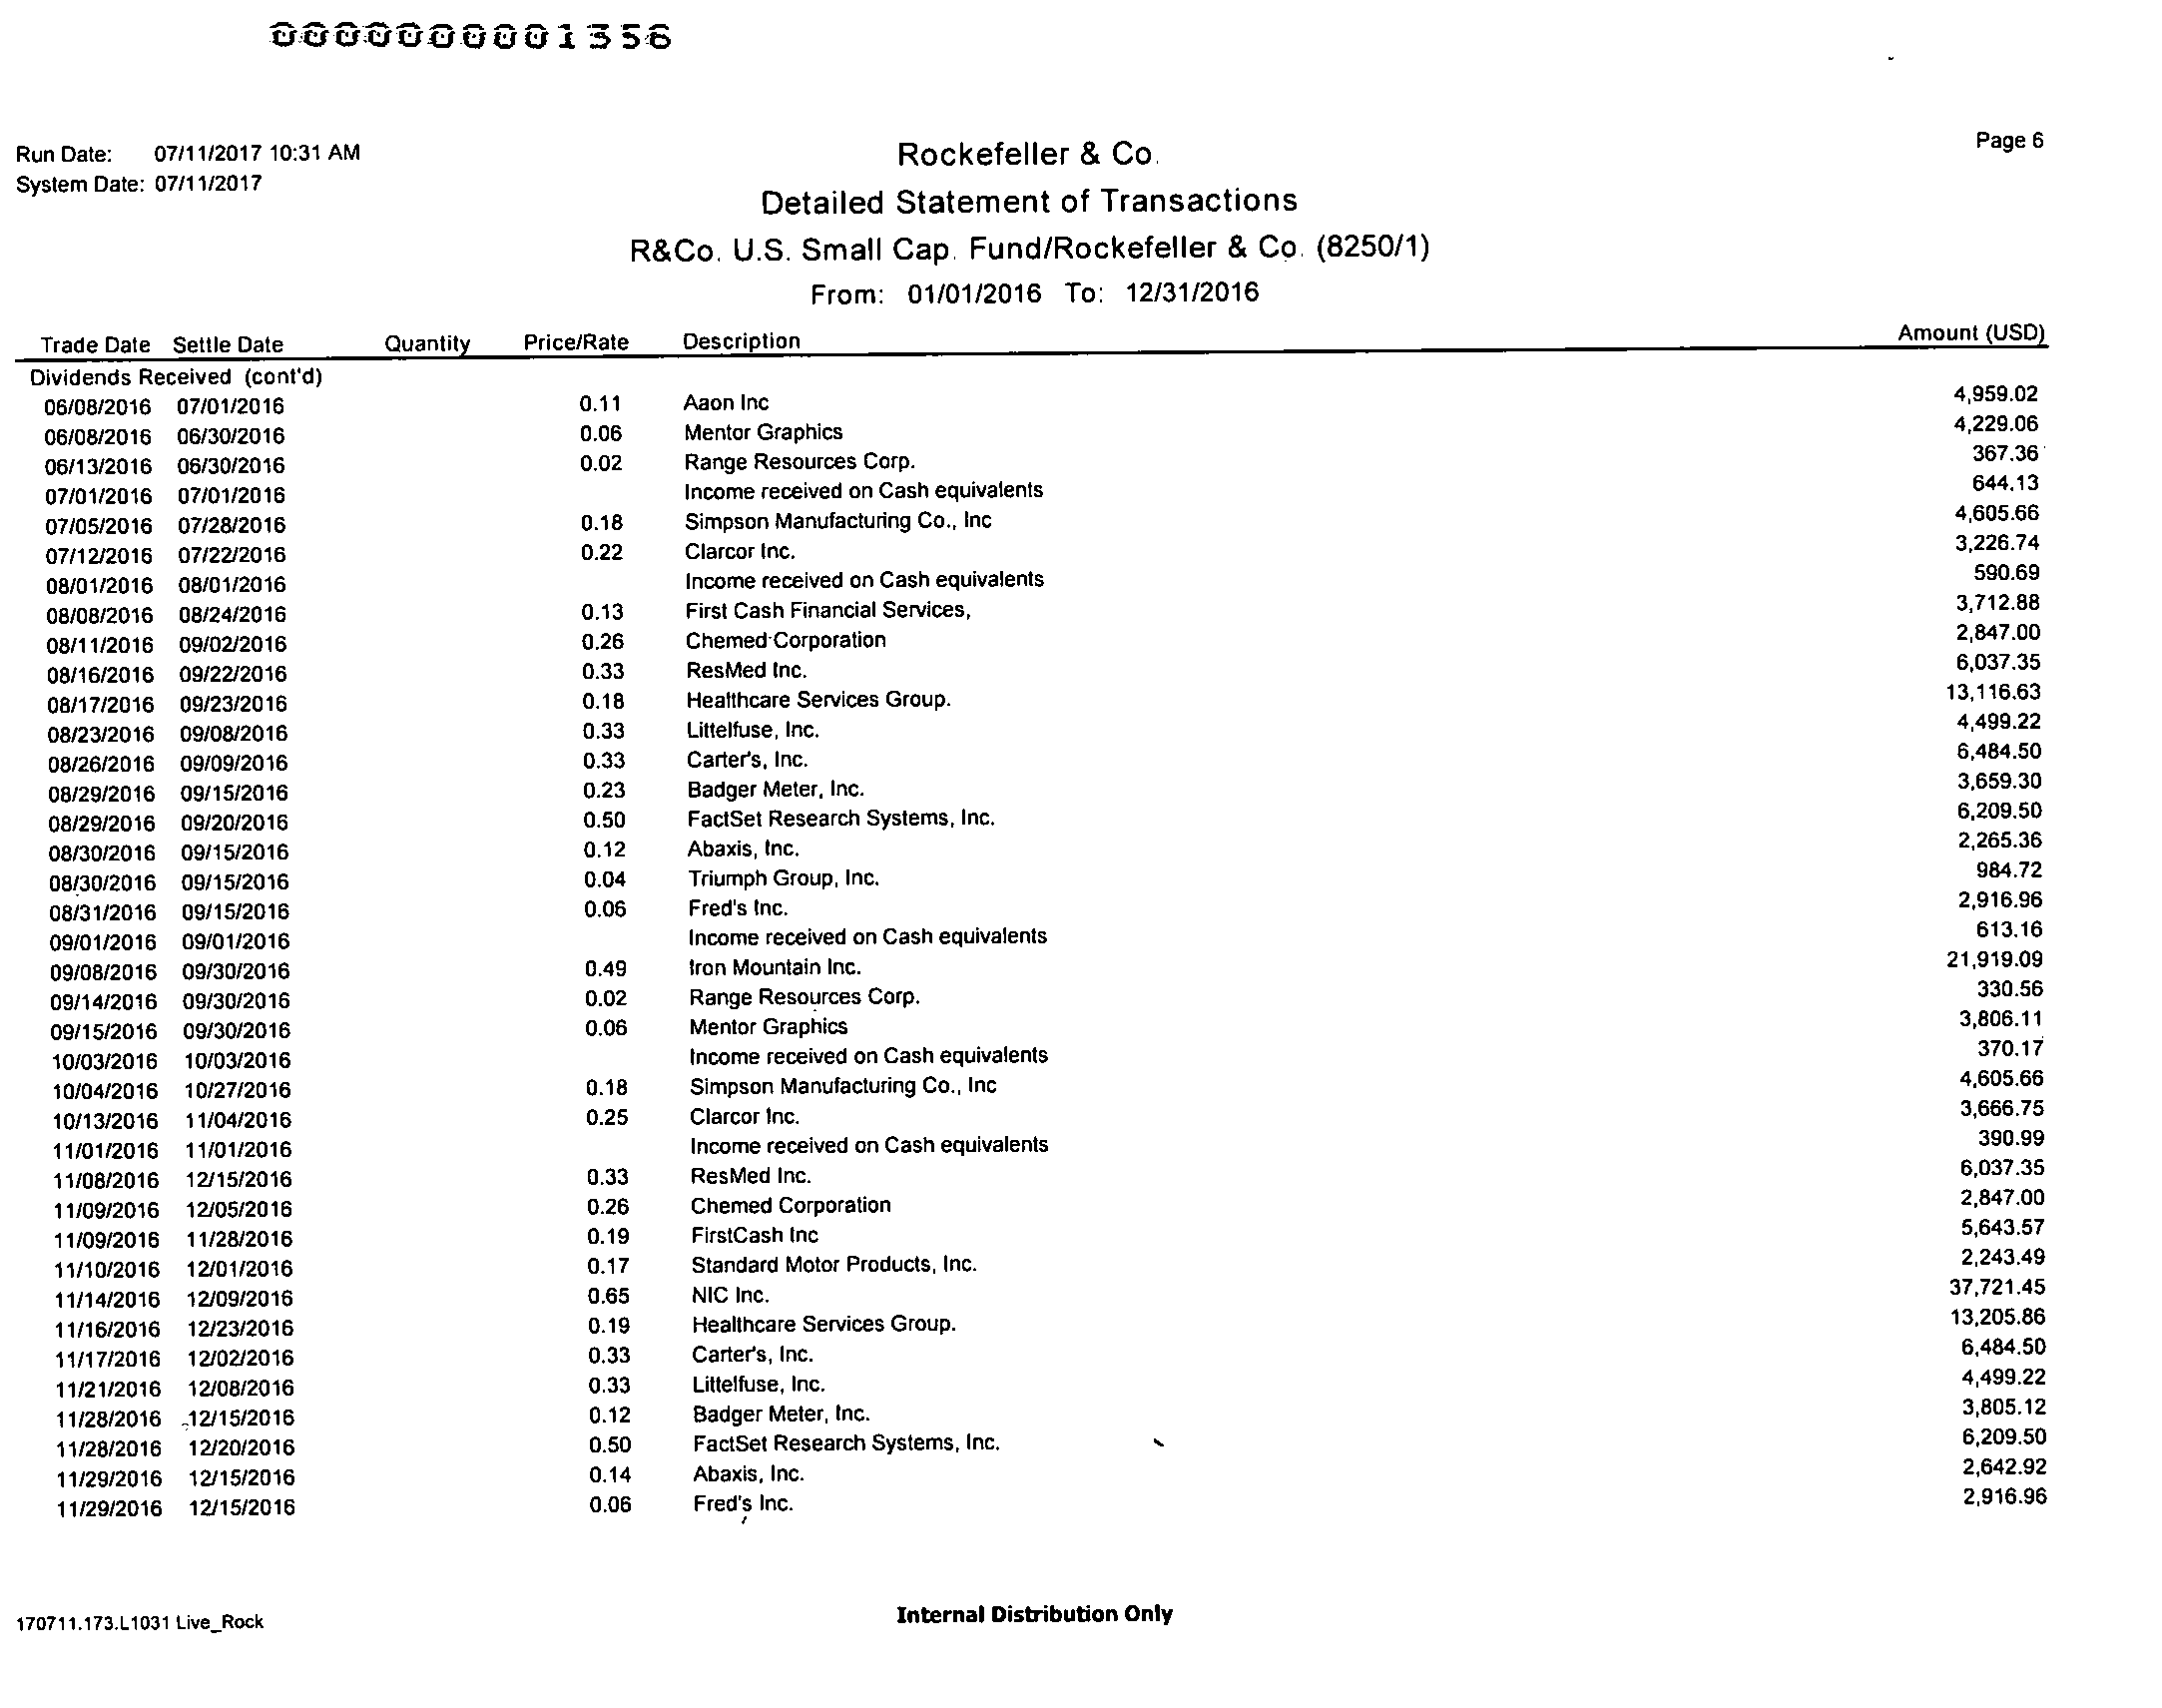 0000000001356
Run Date: 07/11/2017 10:31 AM
System Date: 07/11/2017
Rockefeller & Co.
Page 6
Detailed Statement of Transactions
R&Co. U.S. Small Cap. Fund/Rockefeller & Co. (8250/1)
From: 01/01/2016 To: 12/31/2016
Trade Date Settle Date Quantity Price/Rate Description Amount (USD)
Dividends Received (cont'd)
06/08/2016 07/01/2016 0.11 Aaon Inc 4,959.02
06/08/2016 06/30/2016 0.06 Mentor Graphics 4,229.06
06/13/2016 06/30/2016 0.02 Range Resources Corp. 367.36
07/01/2016 07/01/2016 Income received on Cash equivalents 644.13
07/05/2016 07/28/2016 0.18 Simpson Manufacturing Co., Inc 4,605.66
07/12/2016 07/22/2016 0.22 Clarcor Inc. 3,226.74
08/01/2016 08/01/2016 Income received on Cash equivalents 590.69
08/08/2016 08/24/2016 0.13 First Cash Financial Services, 3,712.88
08/11/2016 09/02/2016 0.26 Chemed Corporation 2,847.00
08/16/2016 09/22/2016 0.33 ResMed Inc. 6,037.35
08/17/2016 09/23/2016 0.18 Healthcare Services Group. 13,116.63
08/23/2016 09/08/2016 0.33 Littelfuse, Inc. 4,499.22
08/26/2016 09/09/2016 0.33 Carter's, Inc. 6,484.50
08/29/2016 09/15/2016 0.23 Badger Meter, Inc. 3,659.30
08/29/2016 09/20/2016 0.50 FactSet Research Systems, Inc. 6,209.50
08/30/2016 09/15/2016 0.12 Abaxis, Inc. 2,265.36
08/30/2016 09/15/2016 0.04 Triumph Group, Inc. 984.72
08/31/2016 09/15/2016 0.06 Fred's Inc. 2,916.96
09/01/2016 09/01/2016 Income received on Cash equivalents 613.16
09/08/2016 09/30/2016 0.49 Iron Mountain Inc. 21,919.09
09/14/2016 09/30/2016 0.02 Range Resources Corp. 330.56
09/15/2016 09/30/2016 0.06 Mentor Graphics 3,806.11
10/03/2016 10/03/2016 Income received on Cash equivalents 370.17
10/04/2016 10/27/2016 0.18 Simpson Manufacturing Co., Inc 4,605.66
10/13/2016 11/04/2016 0.25 Clarcor Inc. 3,666.75
11/01/2016 11/01/2016 Income received on Cash equivalents 390.99
11/08/2016 12/15/2016 0.33 ResMed Inc. 6,037.35
11/09/2016 12/05/2016 0.26 Chemed Corporation 2,847.00
11/09/2016 11/28/2016 0.19 FirstCash Inc 5,643.57
11/10/2016 12/01/2016 0.17 Standard Motor Products, Inc. 2,243.49
11/14/2016 12/09/2016 0.65 NIC Inc. 37,721.45
11/16/2016 12/23/2016 0.19 Healthcare Services Group. 13,205.86
11/17/2016 12/02/2016 0.33 Carter's, Inc. 6,484.50
11/21/2016 12/08/2016 0.33 Littelfuse, Inc. 4,499.22
11/28/2016 12/15/2016 0.12 Badger Meter, Inc. 3,805.12
11/28/2016 12/20/2016 0.50 FactSet Research Systems, Inc. 6,209.50
11/29/2016 12/15/2016 0.14 Abaxis, Inc. 2,642.92
11/29/2016 12/15/2016 0.06 Fred's Inc. 2,916.96
170711.173.L1031 Live_Rock
Internal Distribution Only